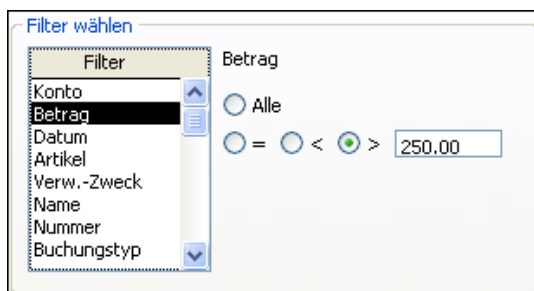 Filter wählen
Filter
Konto
Betrag
Datum
Artikel
Verw.-Zweck
Name
Nummer
Buchungstyp
Betrag
Alle
= < > 250.00